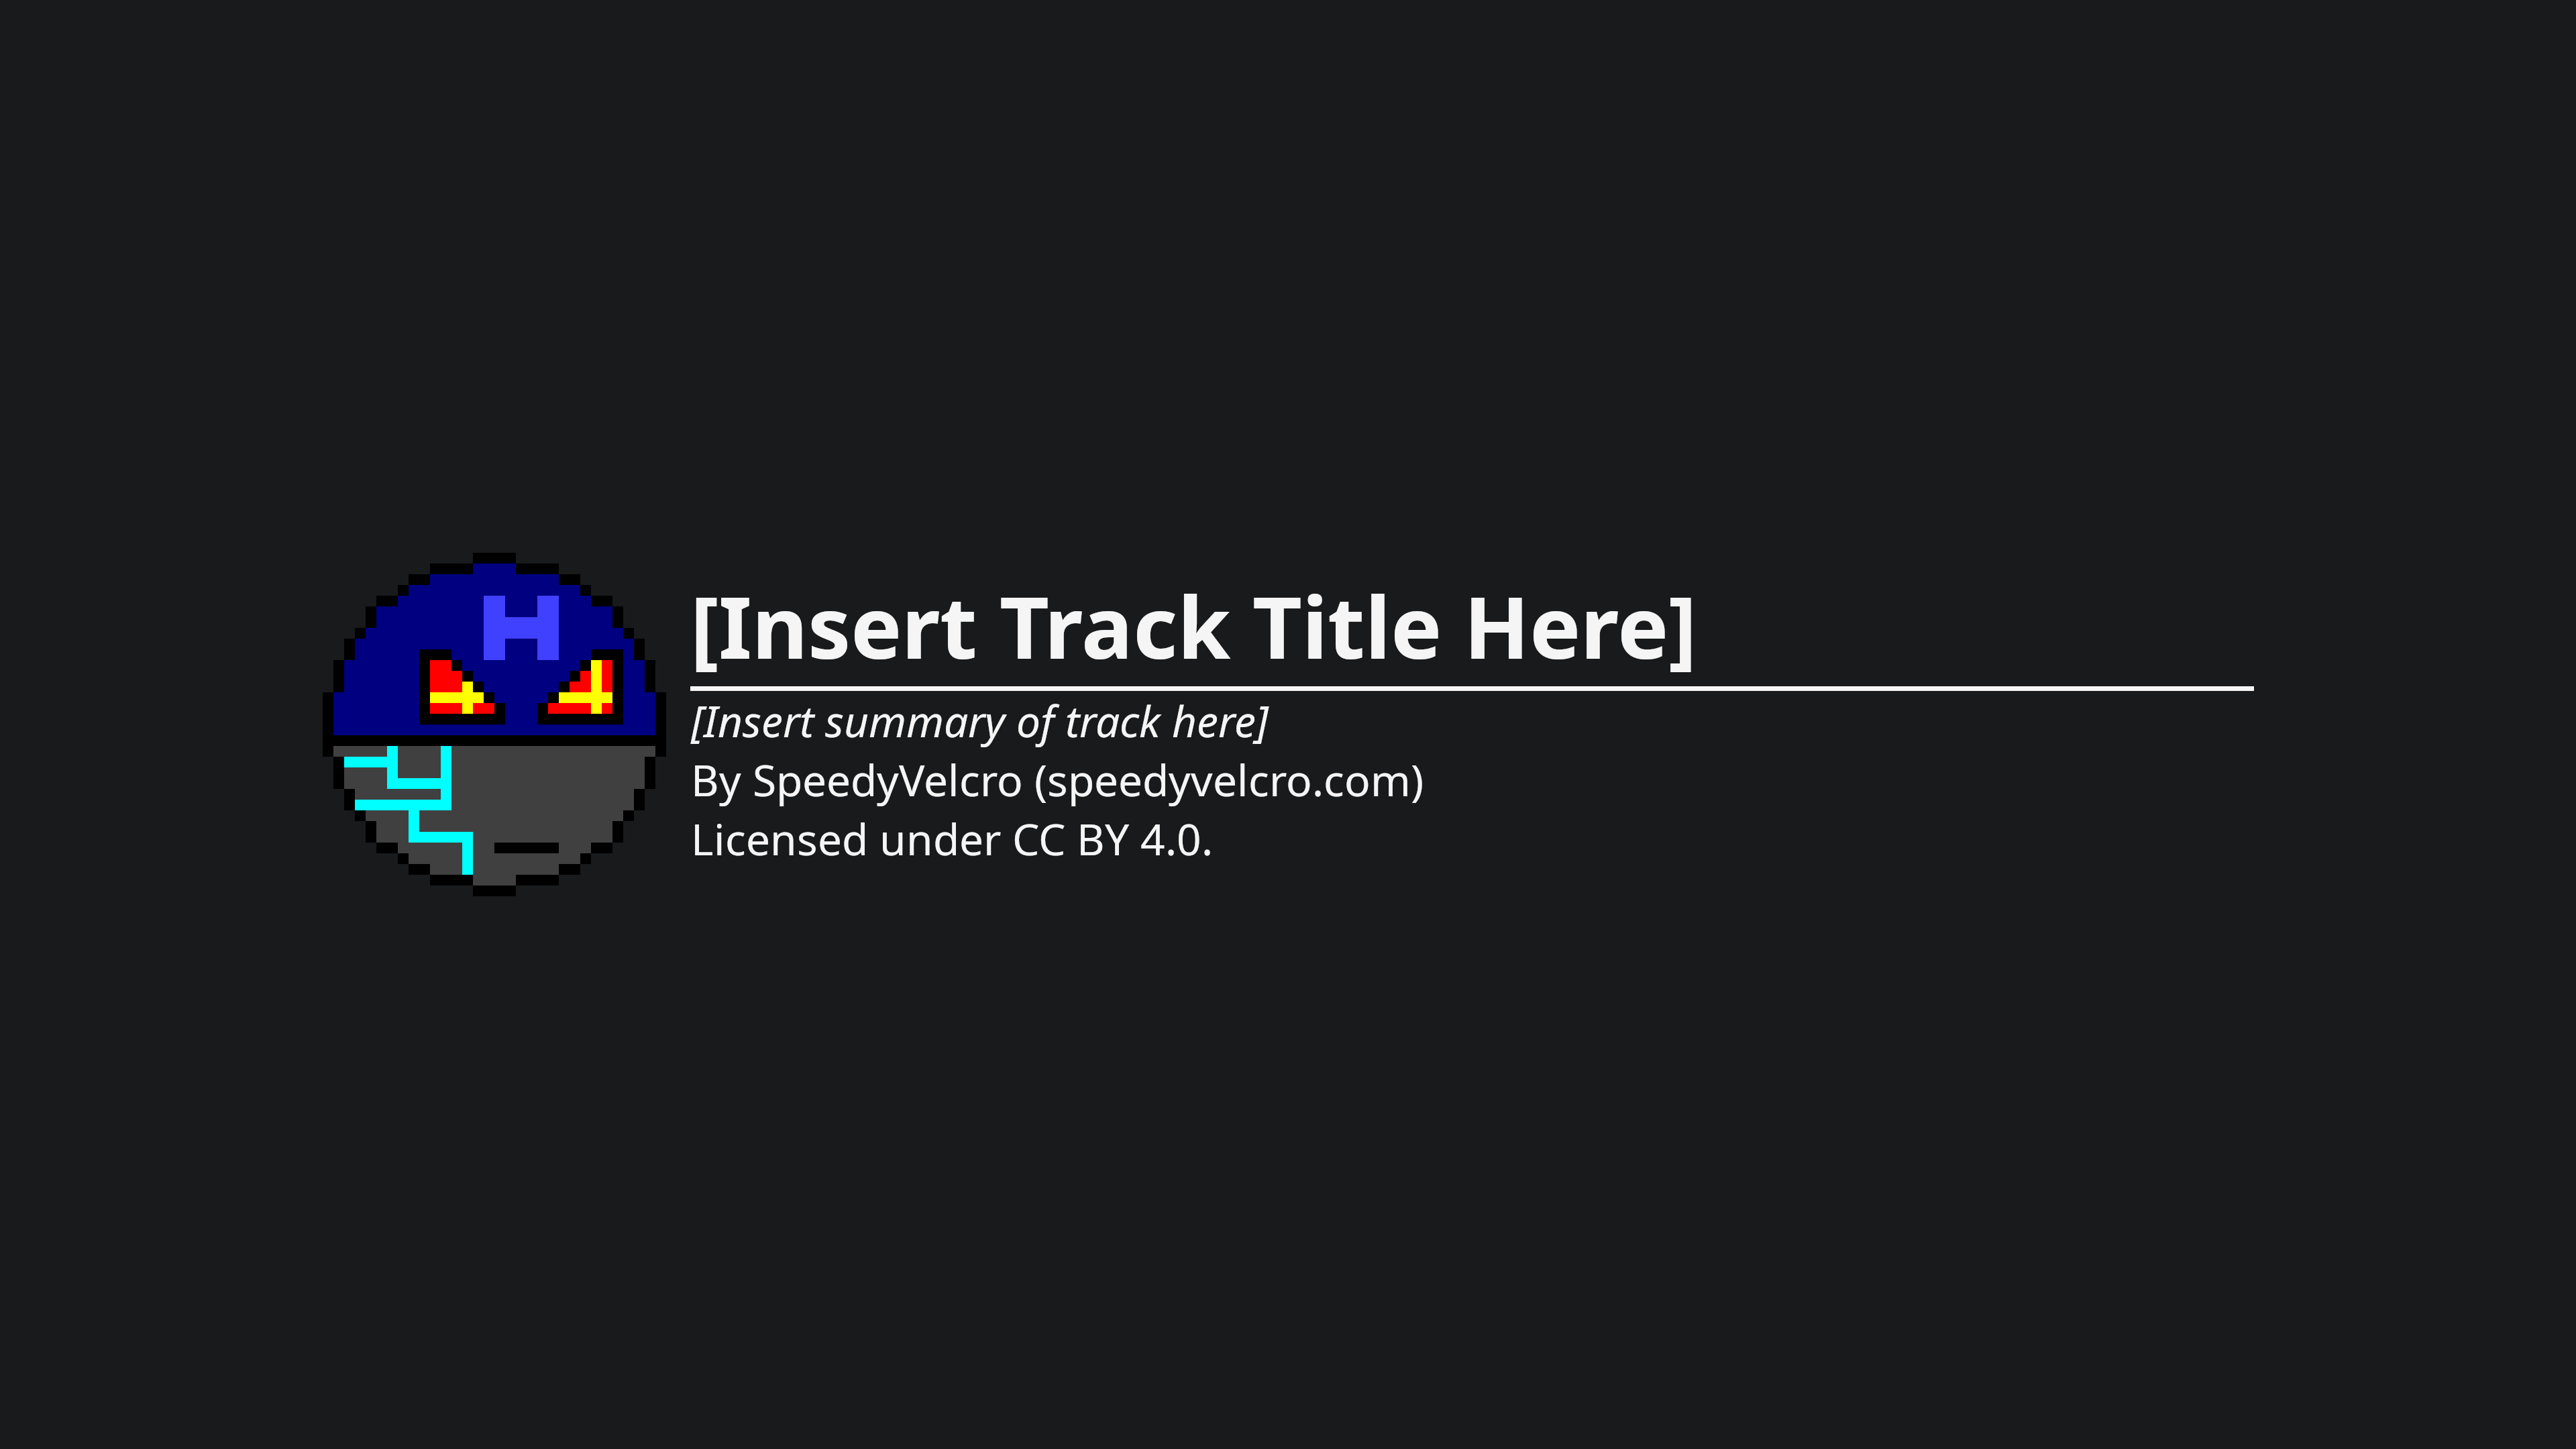 H
[Insert Track Title Here]
[Insert summary of track here]
By SpeedyVelcro (speedyvelcro.com)
Licensed under CC BY 4.0.